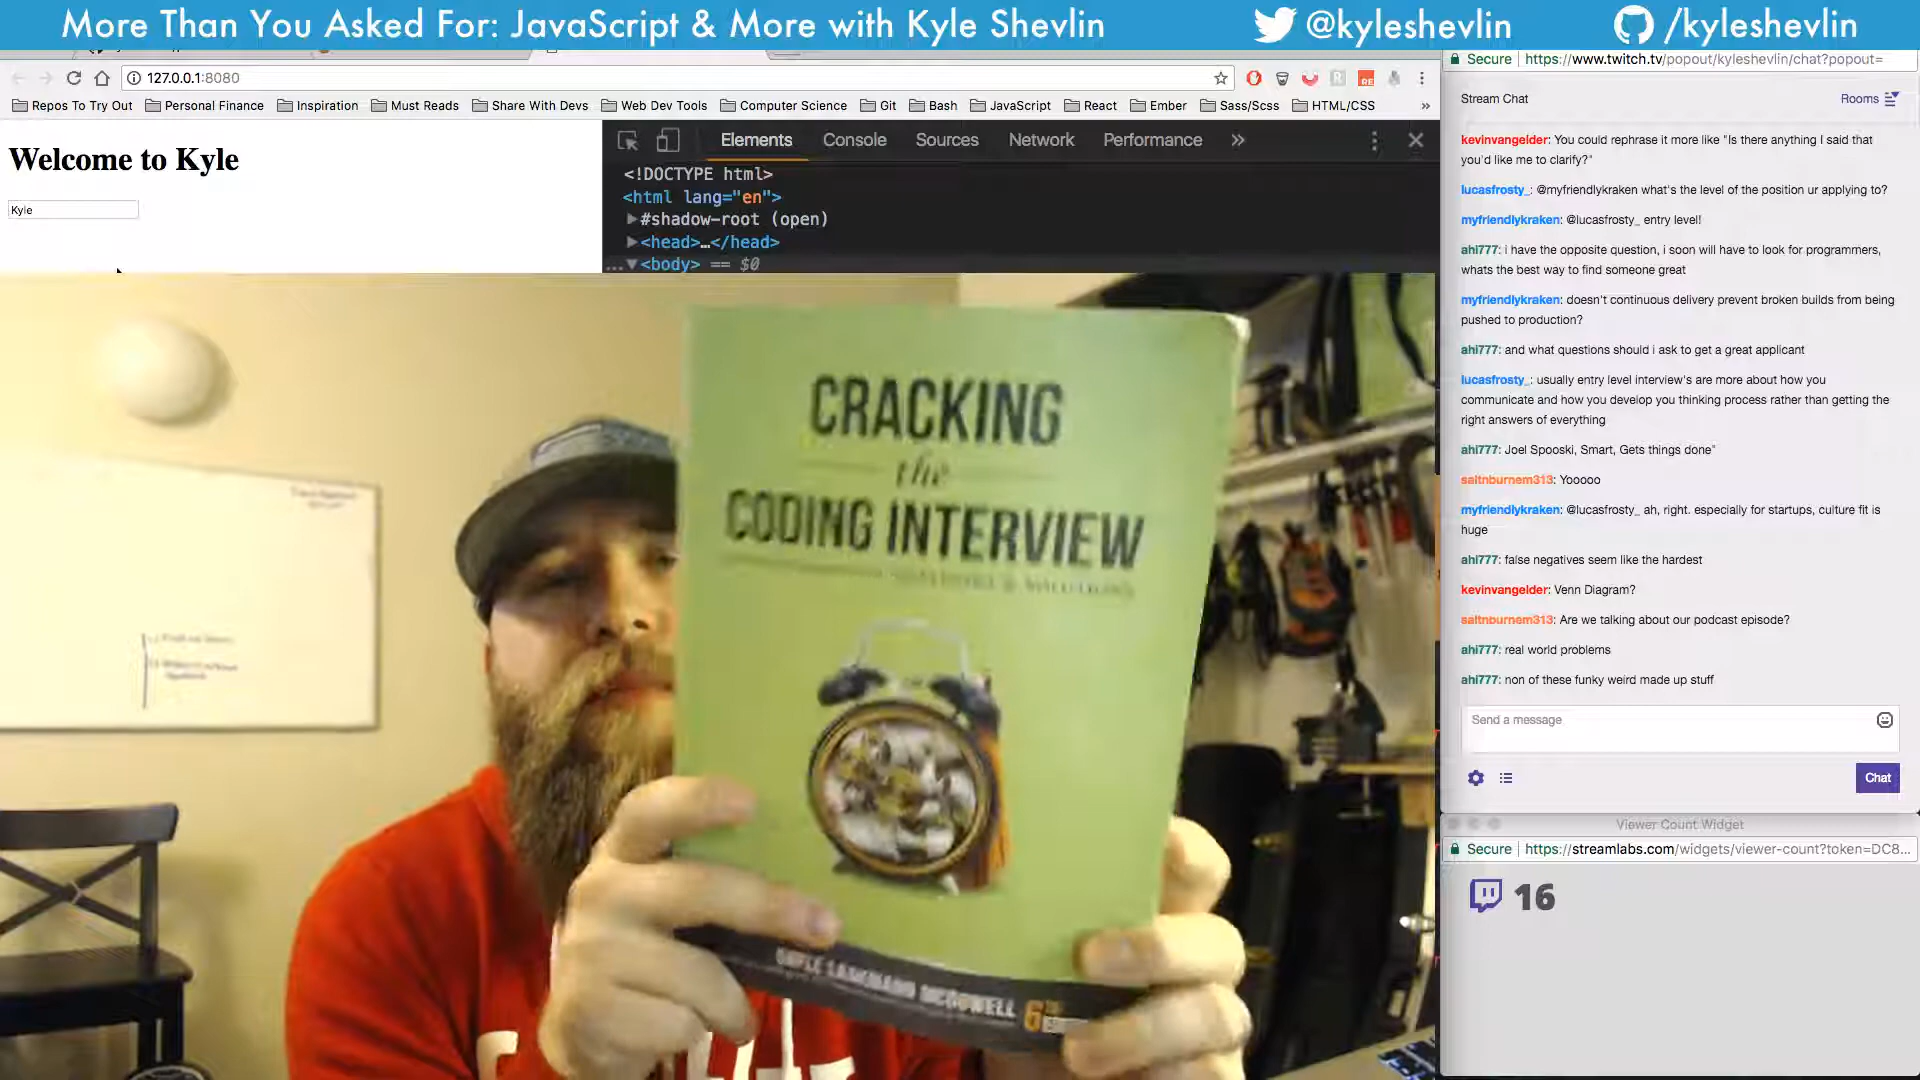 More Than You Asked For: JavaScript & More with Kyle Shevlin
@kyleshevlin
/kyleshevlin
127.0.0.1:8080
Repos To Try Out
Personal Finance
Inspiration
Must Reads
Share With Devs
Web Dev Tools
Computer Science
Git
Bash
JavaScript
React
Ember
Sass/Scss
HTML/CSS
»
Welcome to Kyle
Kyle
Elements
Console
Sources
Network
Performance
»
<!DOCTYPE html>
<html lang="en">
#shadow-root (open)
<head>…</head>
...
<body> == $0
CRACKING
the
CODING INTERVIEW
GAYLE LAAKMANN MCDOWELL
6TH
Secure
https://www.twitch.tv/popout/kyleshevlin/chat?popout=
Stream Chat
Rooms
kevinvangelder: You could rephrase it more like "Is there anything I said that
you'd like me to clarify?"
lucasfrosty_: @myfriendlykraken what's the level of the position ur applying to?
myfriendlykraken: @lucasfrosty_ entry level!
ahi777: i have the opposite question, i soon will have to look for programmers,
whats the best way to find someone great
myfriendlykraken: doesn't continuous delivery prevent broken builds from being
pushed to production?
ahi777: and what questions should i ask to get a great applicant
lucasfrosty_: usually entry level interview's are more about how you
communicate and how you develop you thinking process rather than getting the
right answers of everything
ahi777: Joel Spooski, Smart, Gets things done"
saltnburnem313: Yooooo
myfriendlykraken: @lucasfrosty_ ah, right. especially for startups, culture fit is
huge
ahi777: false negatives seem like the hardest
kevinvangelder: Venn Diagram?
saltnburnem313: Are we talking about our podcast episode?
ahi777: real world problems
ahi777: non of these funky weird made up stuff
Send a message
Chat
Viewer Count Widget
Secure
https://streamlabs.com/widgets/viewer-count?token=DC8...
16